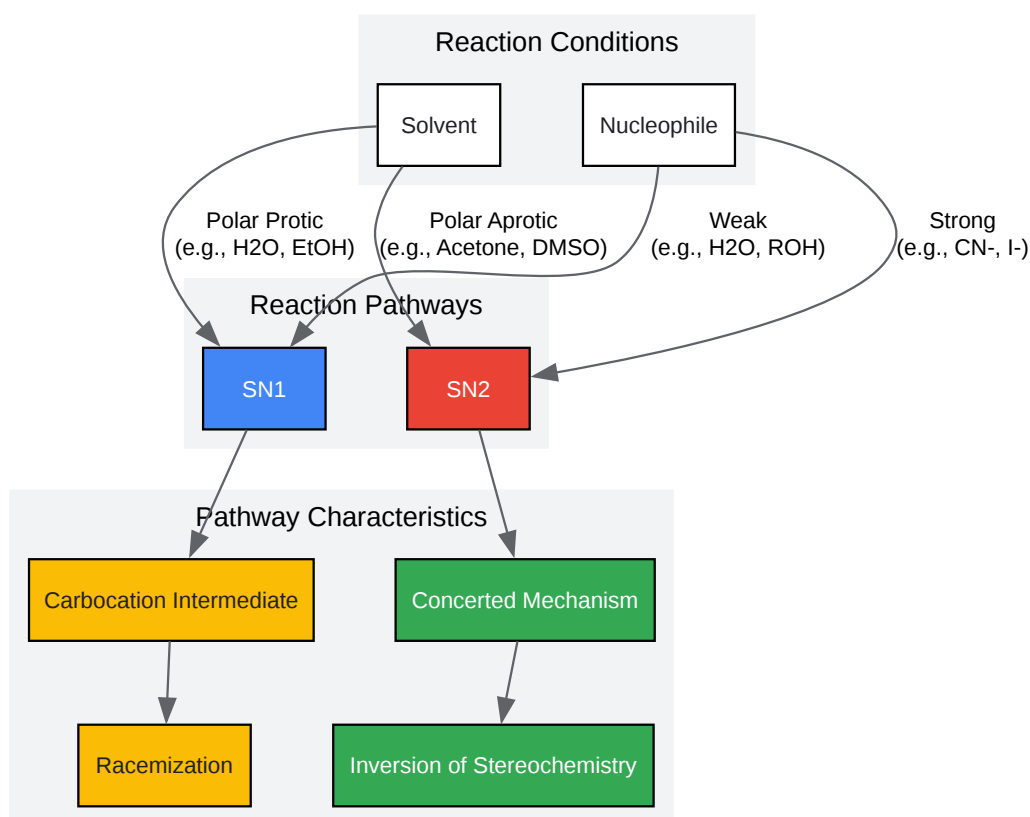 Reaction Conditions
Solvent
Nucleophile
Polar Protic
(e.g., H2O, EtOH)
Polar Aprotic
(e.g., Acetone, DMSO)
Weak
(e.g., H2O, ROH)
Strong
(e.g., CN-, I-)
Reaction Pathways
SN1
SN2
Pathway Characteristics
Carbocation Intermediate
Concerted Mechanism
Racemization
Inversion of Stereochemistry